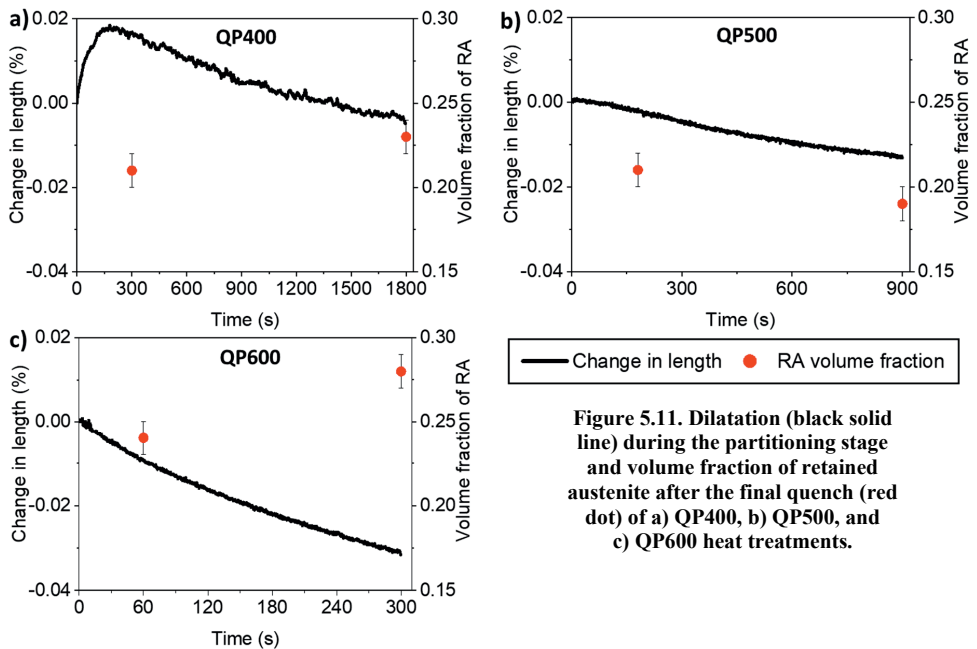 a)
QP400
0.02
0.00
-0.02
-0.04
Change in length (%)
0.30
0.25
0.20
0.15
Volume fraction of RA
0 300 600 900 1200 1500 1800
Time (s)
b)
QP500
0.02
0.00
-0.02
-0.04
Change in length (%)
0.30
0.25
0.20
0.15
Volume fraction of RA
0 300 600 900
Time (s)
c)
QP600
0.02
0.00
-0.02
-0.04
Change in length (%)
0.30
0.25
0.20
0.15
Volume fraction of RA
0 60 120 180 240 300
Time (s)
Change in length RA volume fraction
Figure 5.11. Dilatation (black solid
line) during the partitioning stage
and volume fraction of retained
austenite after the final quench (red
dot) of a) QP400, b) QP500, and
c) QP600 heat treatments.